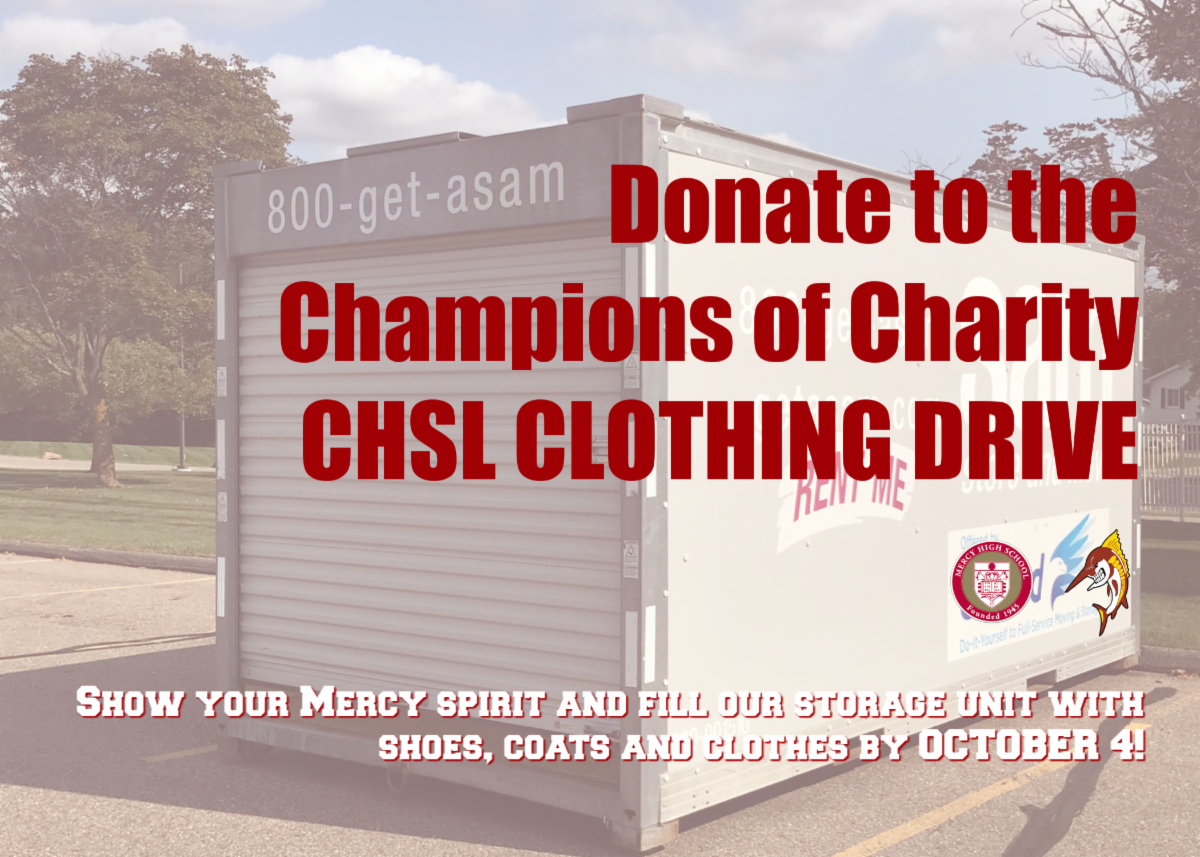 800-get-asam
Donate to the
Champions of Charity
CHSL CLOTHING DRIVE
RENT ME
Offered by
MERCY HIGH SCHOOL
Founded 1945
Do-It-Yourself to Full-Service Moving &
SHOW YOUR MERCY SPIRIT AND FILL OUR STORAGE UNIT WITH
SHOES, COATS AND CLOTHES BY OCTOBER 4!